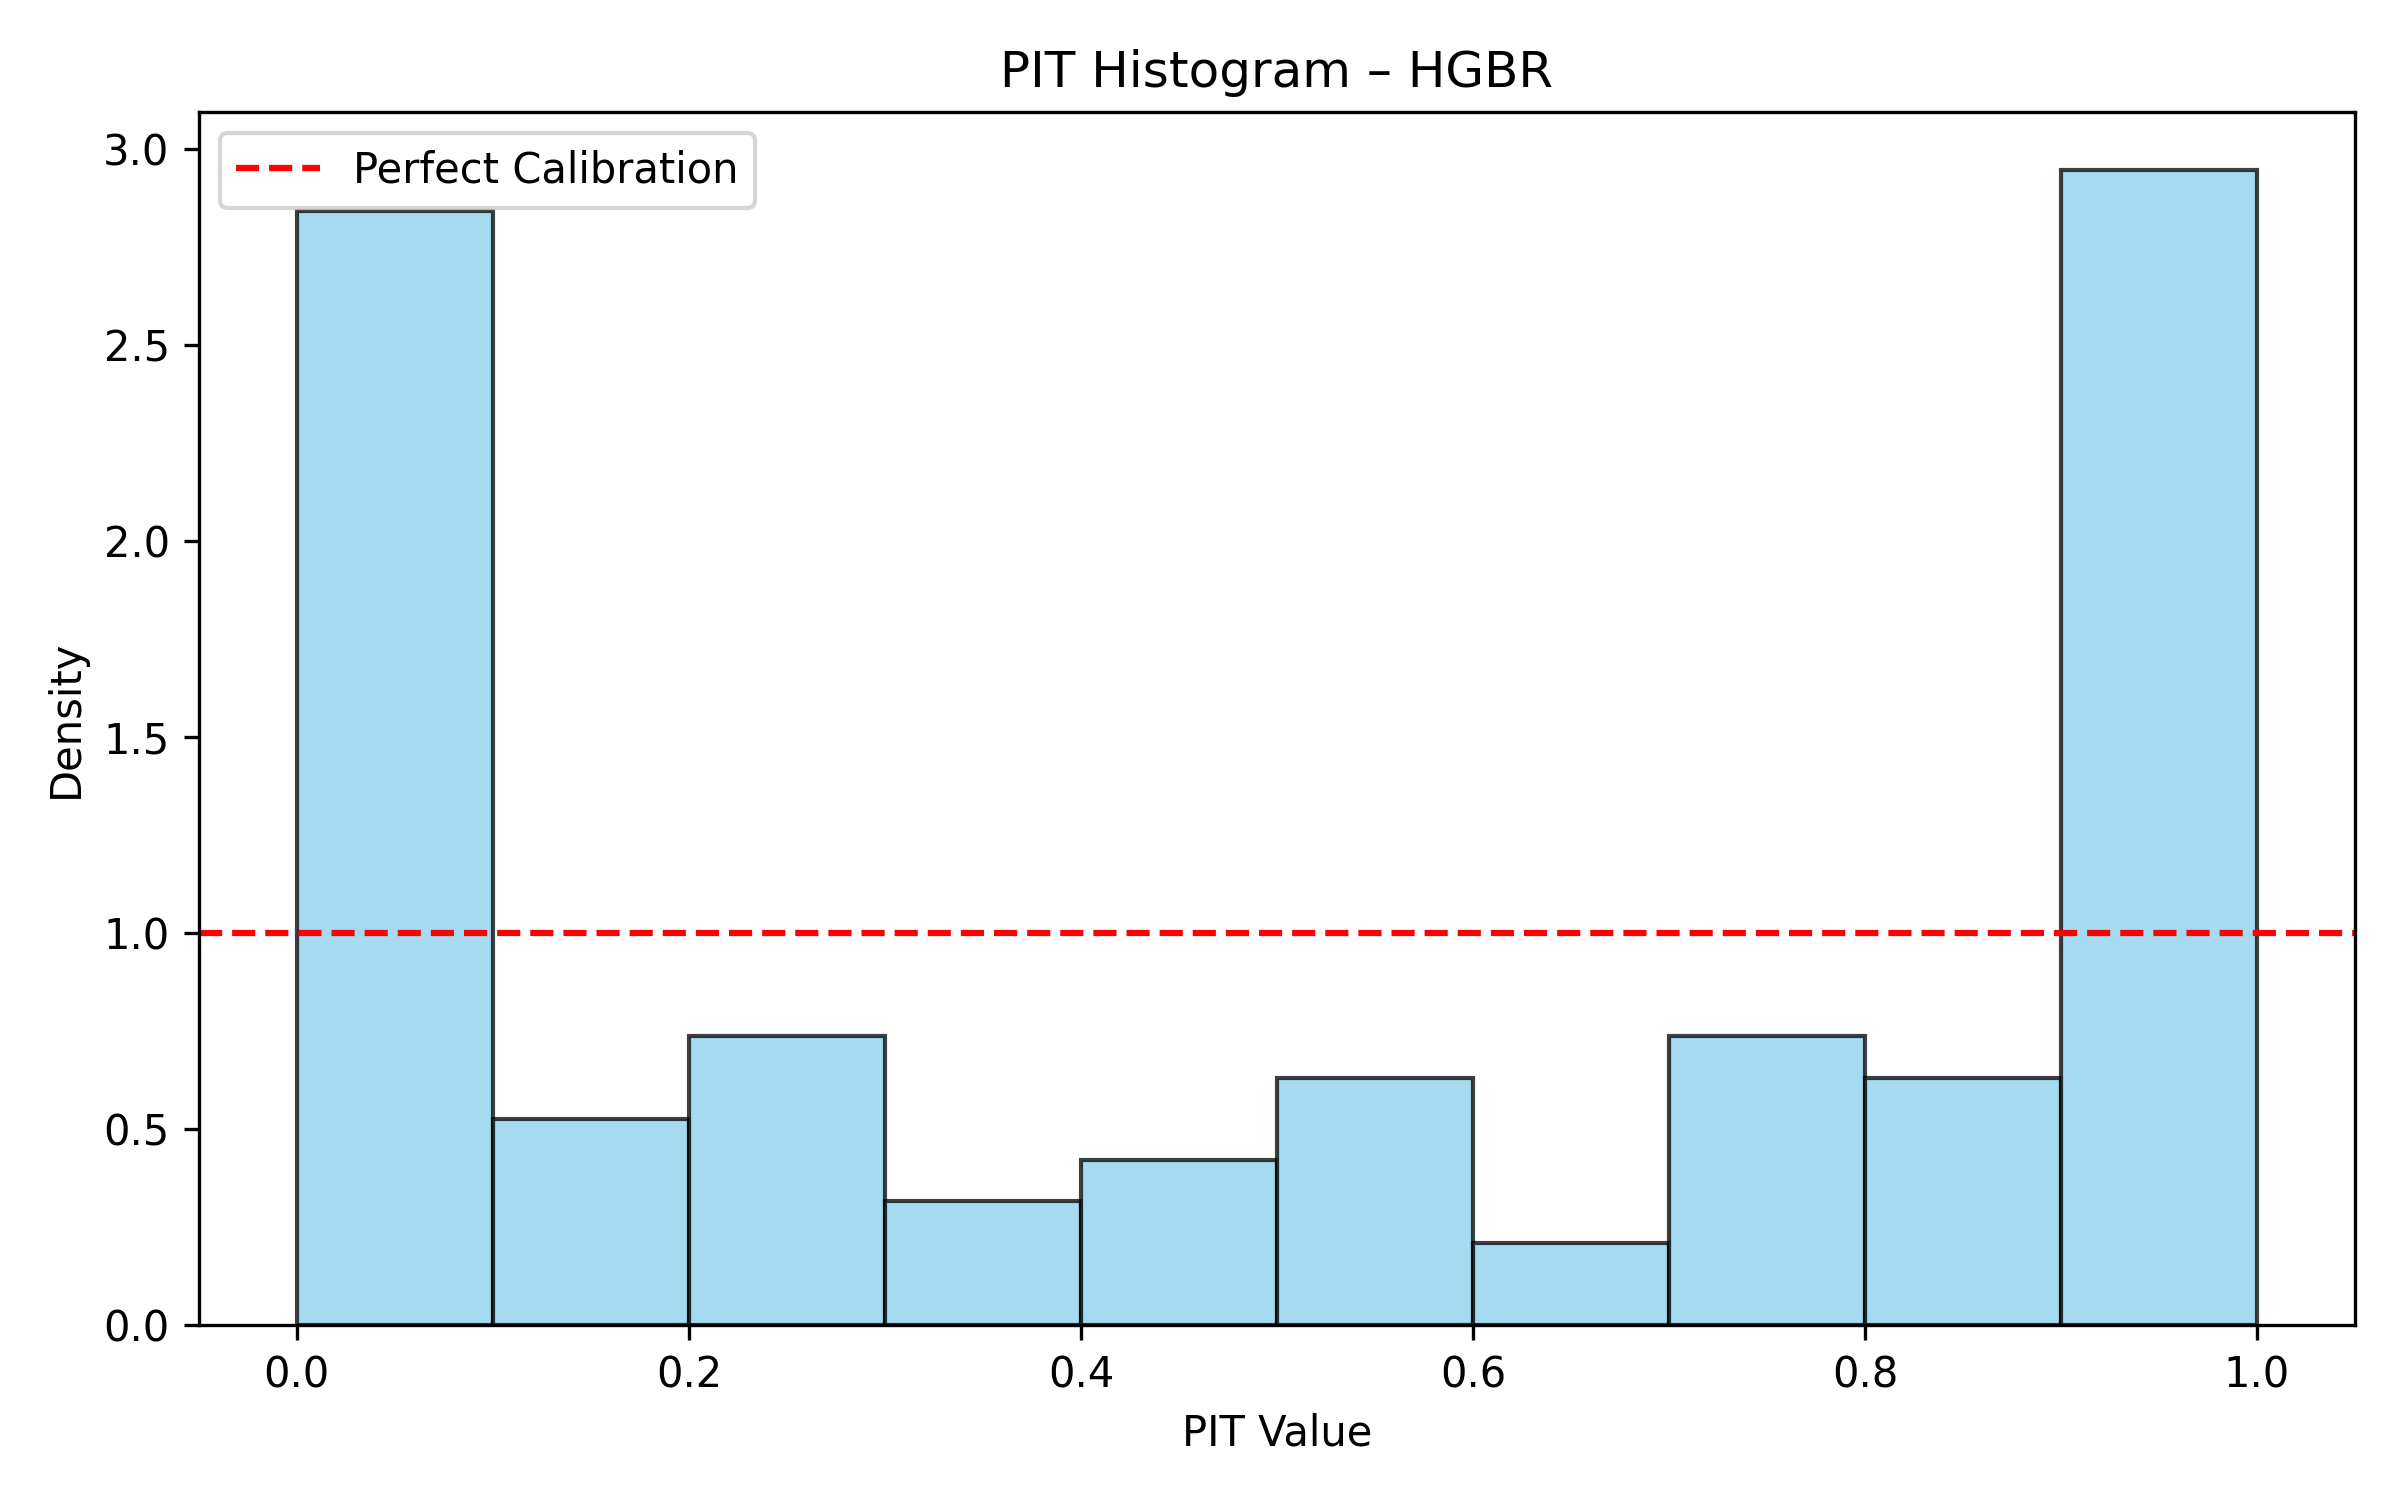 PIT Histogram – HGBR
Perfect Calibration
3.0
2.5
2.0
1.5
1.0
0.5
0.0
Density
0.0 0.2 0.4 0.6 0.8 1.0
PIT Value